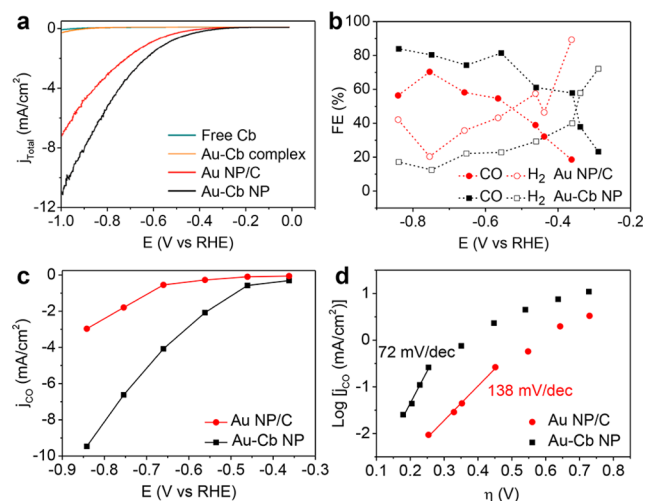 a
j_Total (mA/cm²)
0
-4
-8
-12
-1.0 -0.8 -0.6 -0.4 -0.2 0.0
E (V vs RHE)
Free Cb
Au-Cb complex
Au NP/C
Au-Cb NP
b
FE (%)
100
80
60
40
20
0
-0.8 -0.6 -0.4 -0.2
E (V vs RHE)
CO H₂ Au NP/C
CO H₂ Au-Cb NP
c
j_CO (mA/cm²)
0
-2
-4
-6
-8
-10
-0.9 -0.8 -0.7 -0.6 -0.5 -0.4 -0.3
E (V vs RHE)
Au NP/C
Au-Cb NP
d
Log [j_CO (mA/cm²)]
1
0
-1
-2
0.1 0.2 0.3 0.4 0.5 0.6 0.7 0.8
η (V)
72 mV/dec
138 mV/dec
Au NP/C
Au-Cb NP